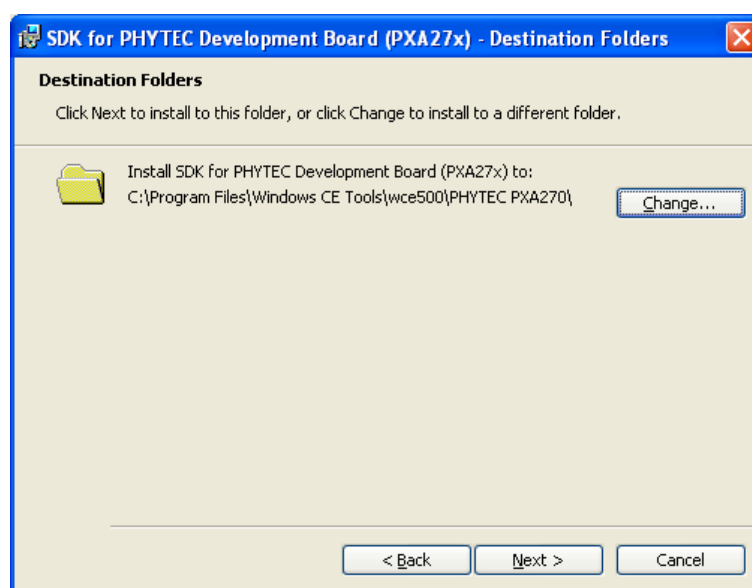 SDK for PHYTEC Development Board (PXA27x) - Destination Folders
Destination Folders
Click Next to install to this folder, or click Change to install to a different folder.
Install SDK for PHYTEC Development Board (PXA27x) to:
C:\Program Files\Windows CE Tools\wce500\PHYTEC PXA270\
Change...
< Back
Next >
Cancel